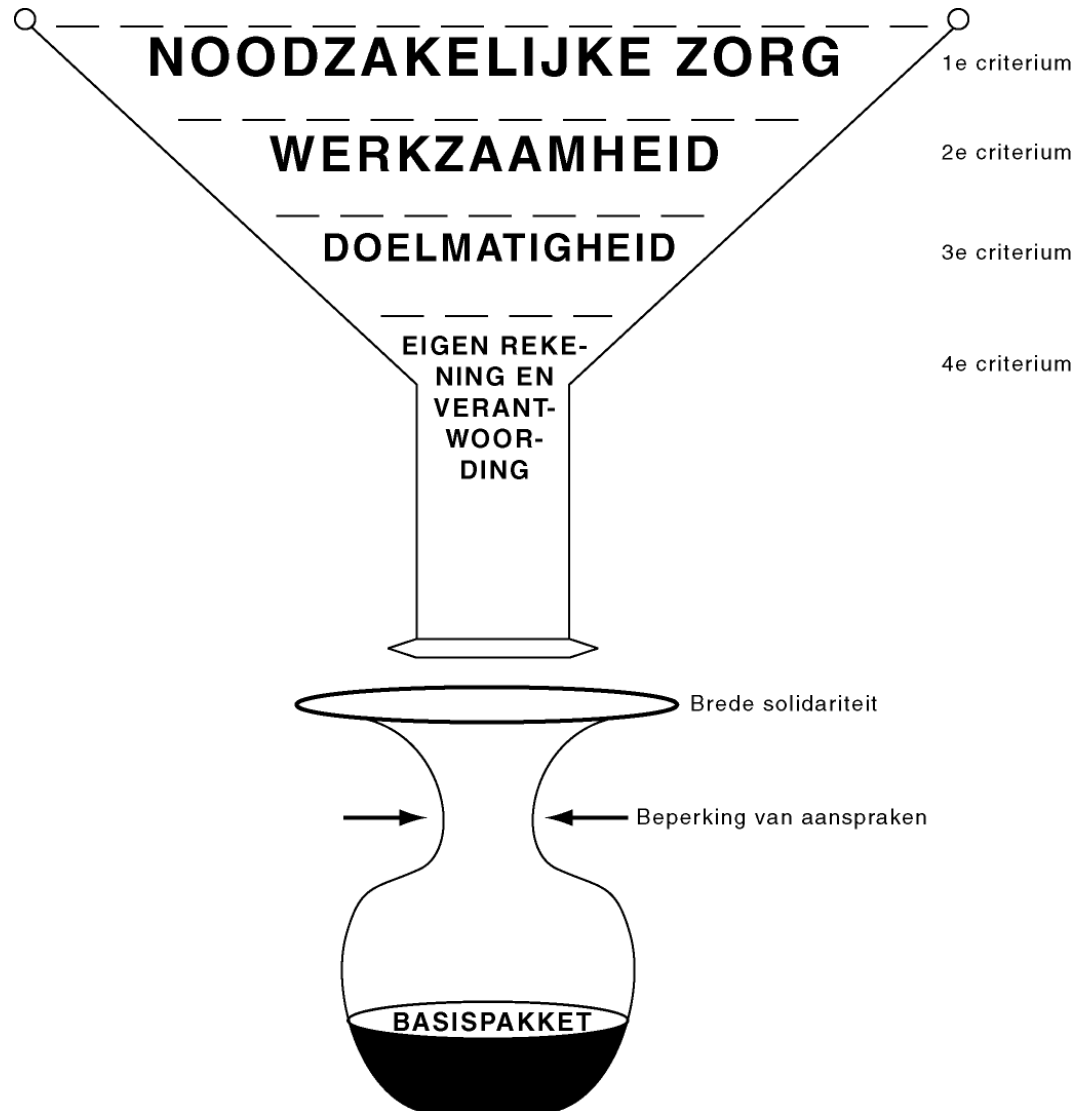 NOODZAKELIJKE ZORG
1e criterium
WERKZAAMHEID
2e criterium
DOELMATIGHEID
3e criterium
EIGEN REKE-
NING EN
VERANT-
WOOR-
DING
4e criterium
Brede solidariteit
Beperking van aanspraken
BASISPAKKET